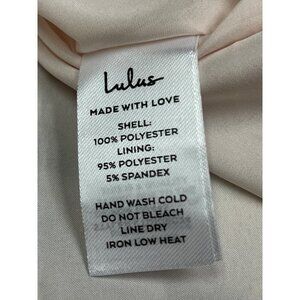 Lulus
MADE WITH LOVE
SHELL:
100% POLYESTER
LINING:
95% POLYESTER
5% SPANDEX
HAND WASH COLD
DO NOT BLEACH
LINE DRY
IRON LOW HEAT